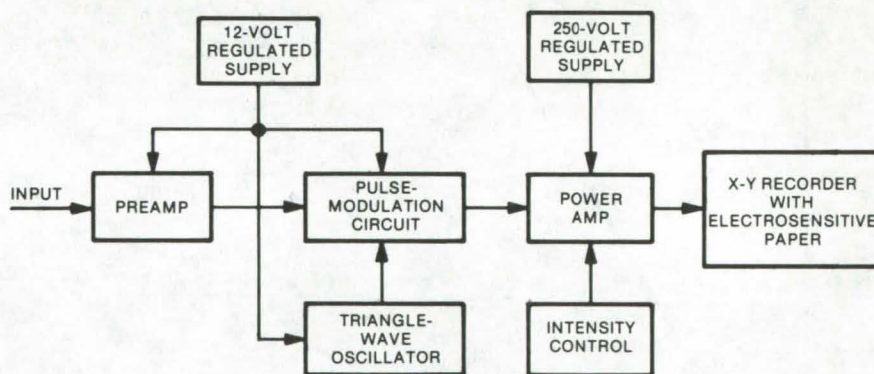 12-VOLT
REGULATED
SUPPLY
250-VOLT
REGULATED
SUPPLY
INPUT
PREAMP
PULSE-
MODULATION
CIRCUIT
POWER
AMP
X-Y RECORDER
WITH
ELECTROSENSITIVE
PAPER
TRIANGLE-
WAVE
OSCILLATOR
INTENSITY
CONTROL